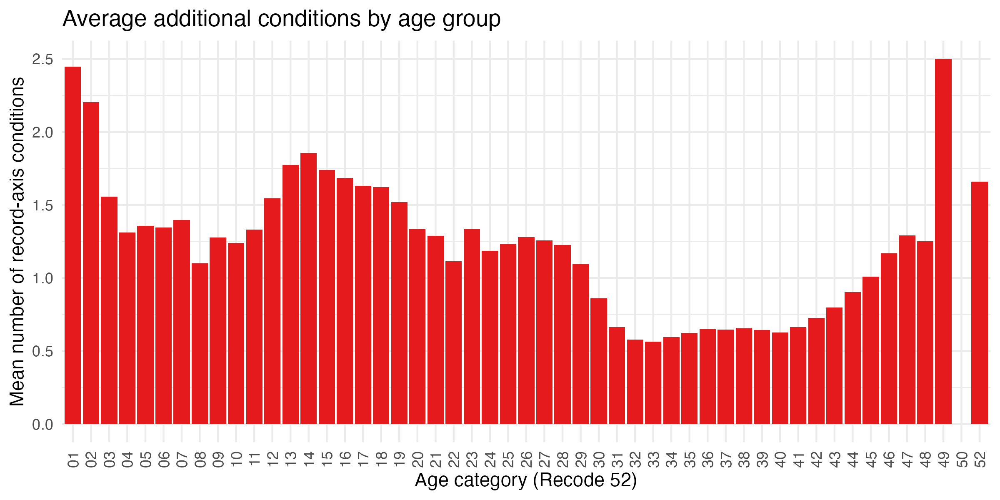 Average additional conditions by age group
Mean number of record-axis conditions
2.5
2.0
1.5
1.0
0.5
0.0
01 02 03 04 05 06 07 08 09 10 11 12 13 14 15 16 17 18 19 20 21 22 23 24 25 26 27 28 29 30 31 32 33 34 35 36 37 38 39 40 41 42 43 44 45 46 47 48 49 50 52
Age category (Recode 52)